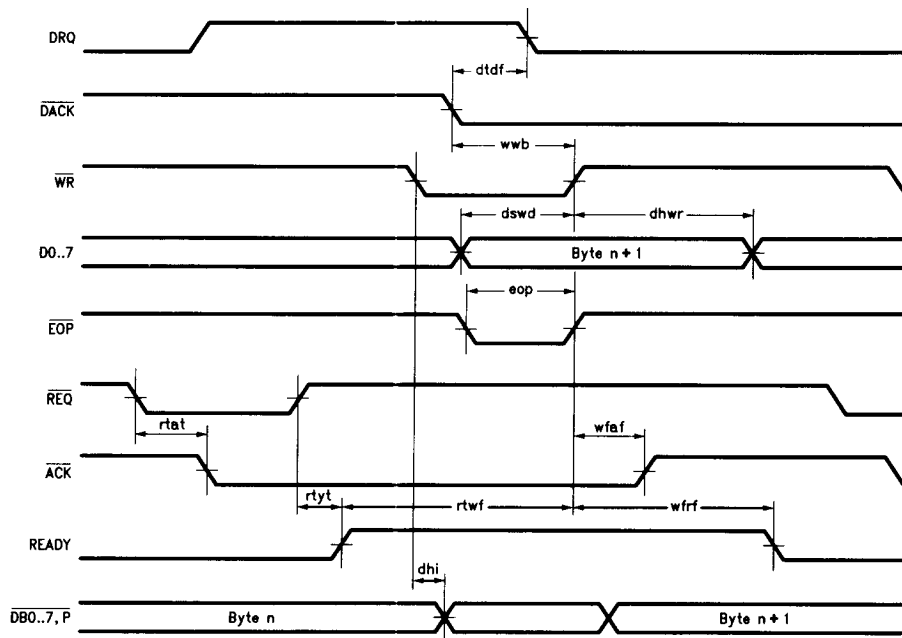 DRQ
dtdf
DACK
wwb
WR
dswd
dhwr
D0..7
Byte n + 1
eop
EOP
REQ
rtat
wfaf
ACK
rtyt
rtwf
wfrf
READY
dhi
DB0..7, P
Byte n
Byte n + 1